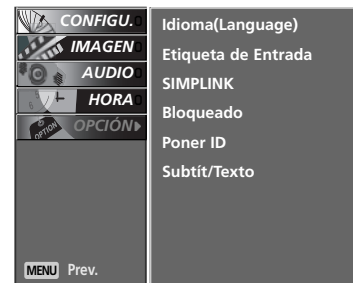 CONFIGU.
IMAGEN
AUDIO
HORA
OPCIÓN
MENU Prev.
Idioma(Language)
Etiqueta de Entrada
SIMPLINK
Bloqueado
Poner ID
Subtít/Texto